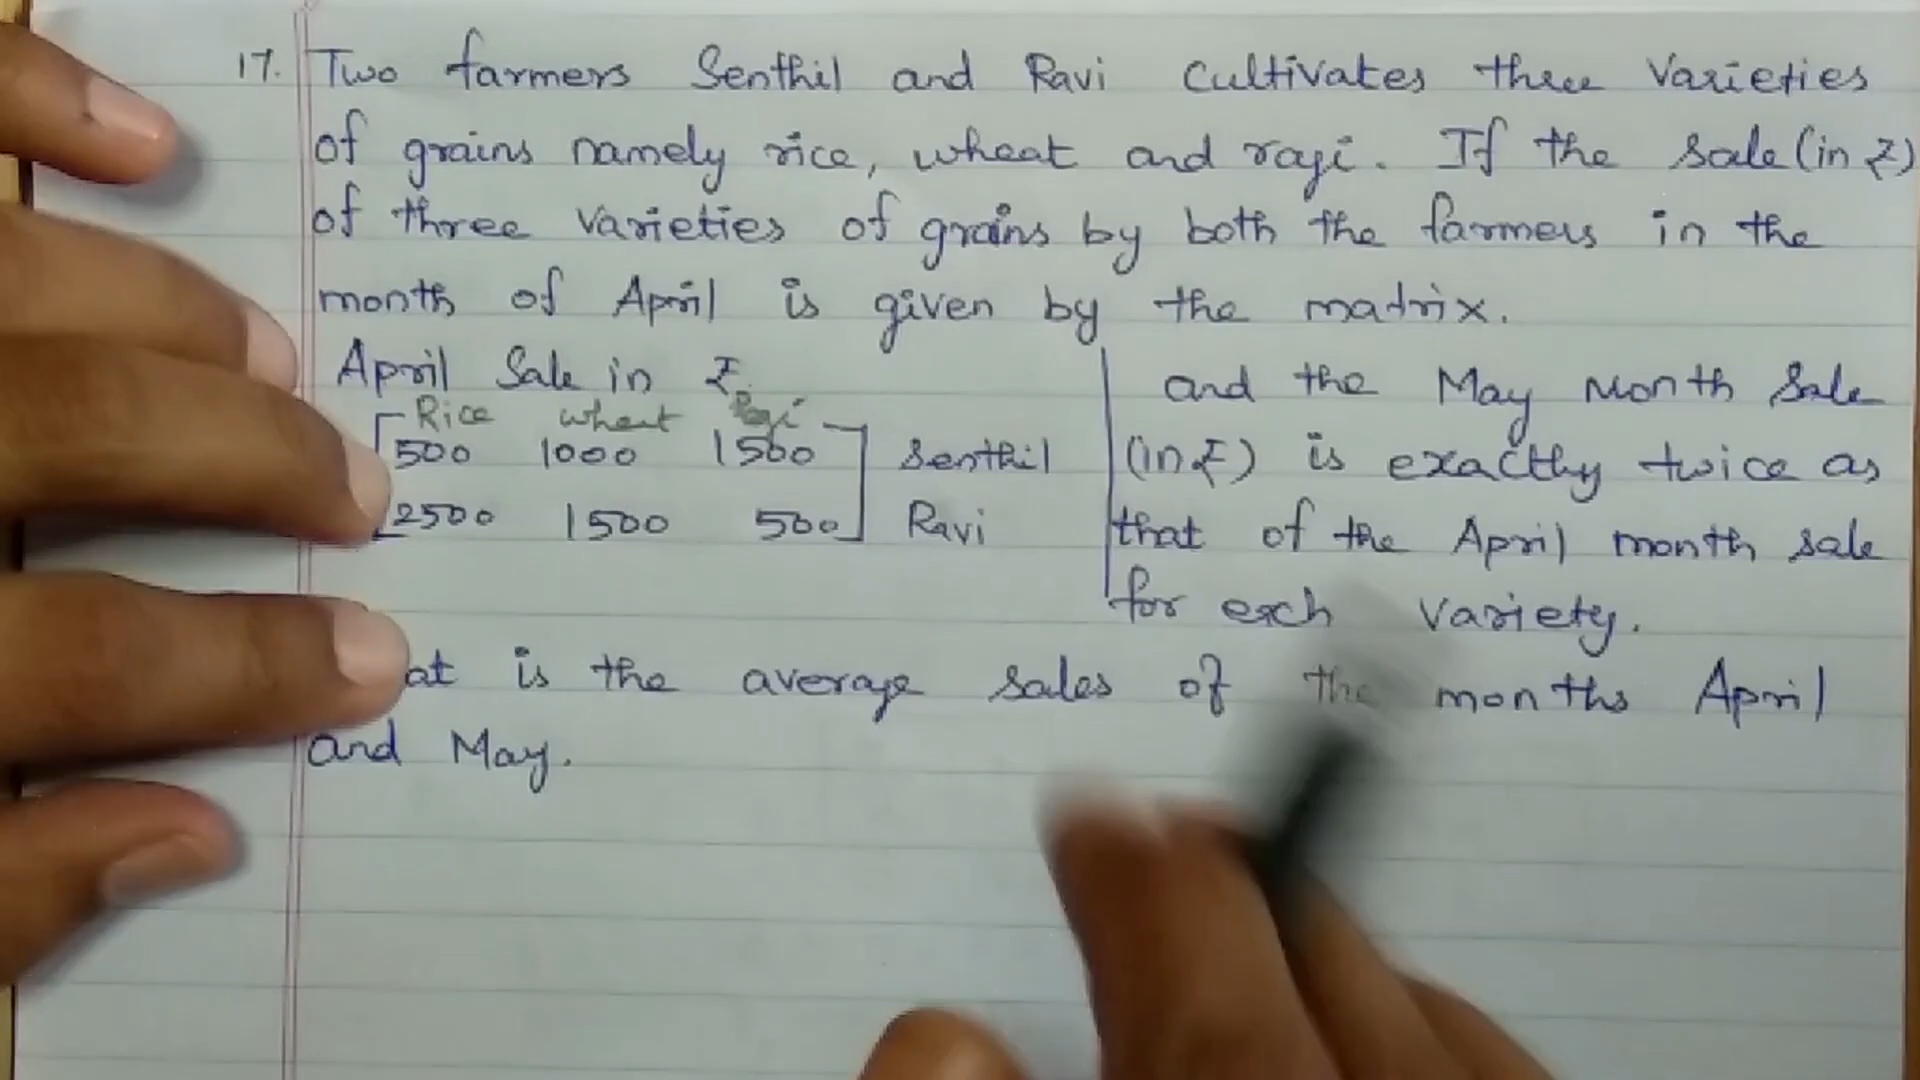 17. Two farmers Senthil and Ravi cultivates three varieties
of grains namely rice, wheat and ragi. If the sale (in ₹)
of three varieties of grains by both the farmers in the
month of April is given by the matrix.
April Sale in ₹.
Rice wheat Ragi
500 1000 1500 Senthil
2500 1500 500 Ravi
and the May month sale
(in ₹) is exactly twice as
that of the April month sale
for each variety.
at is the average sales of the months April
and May.